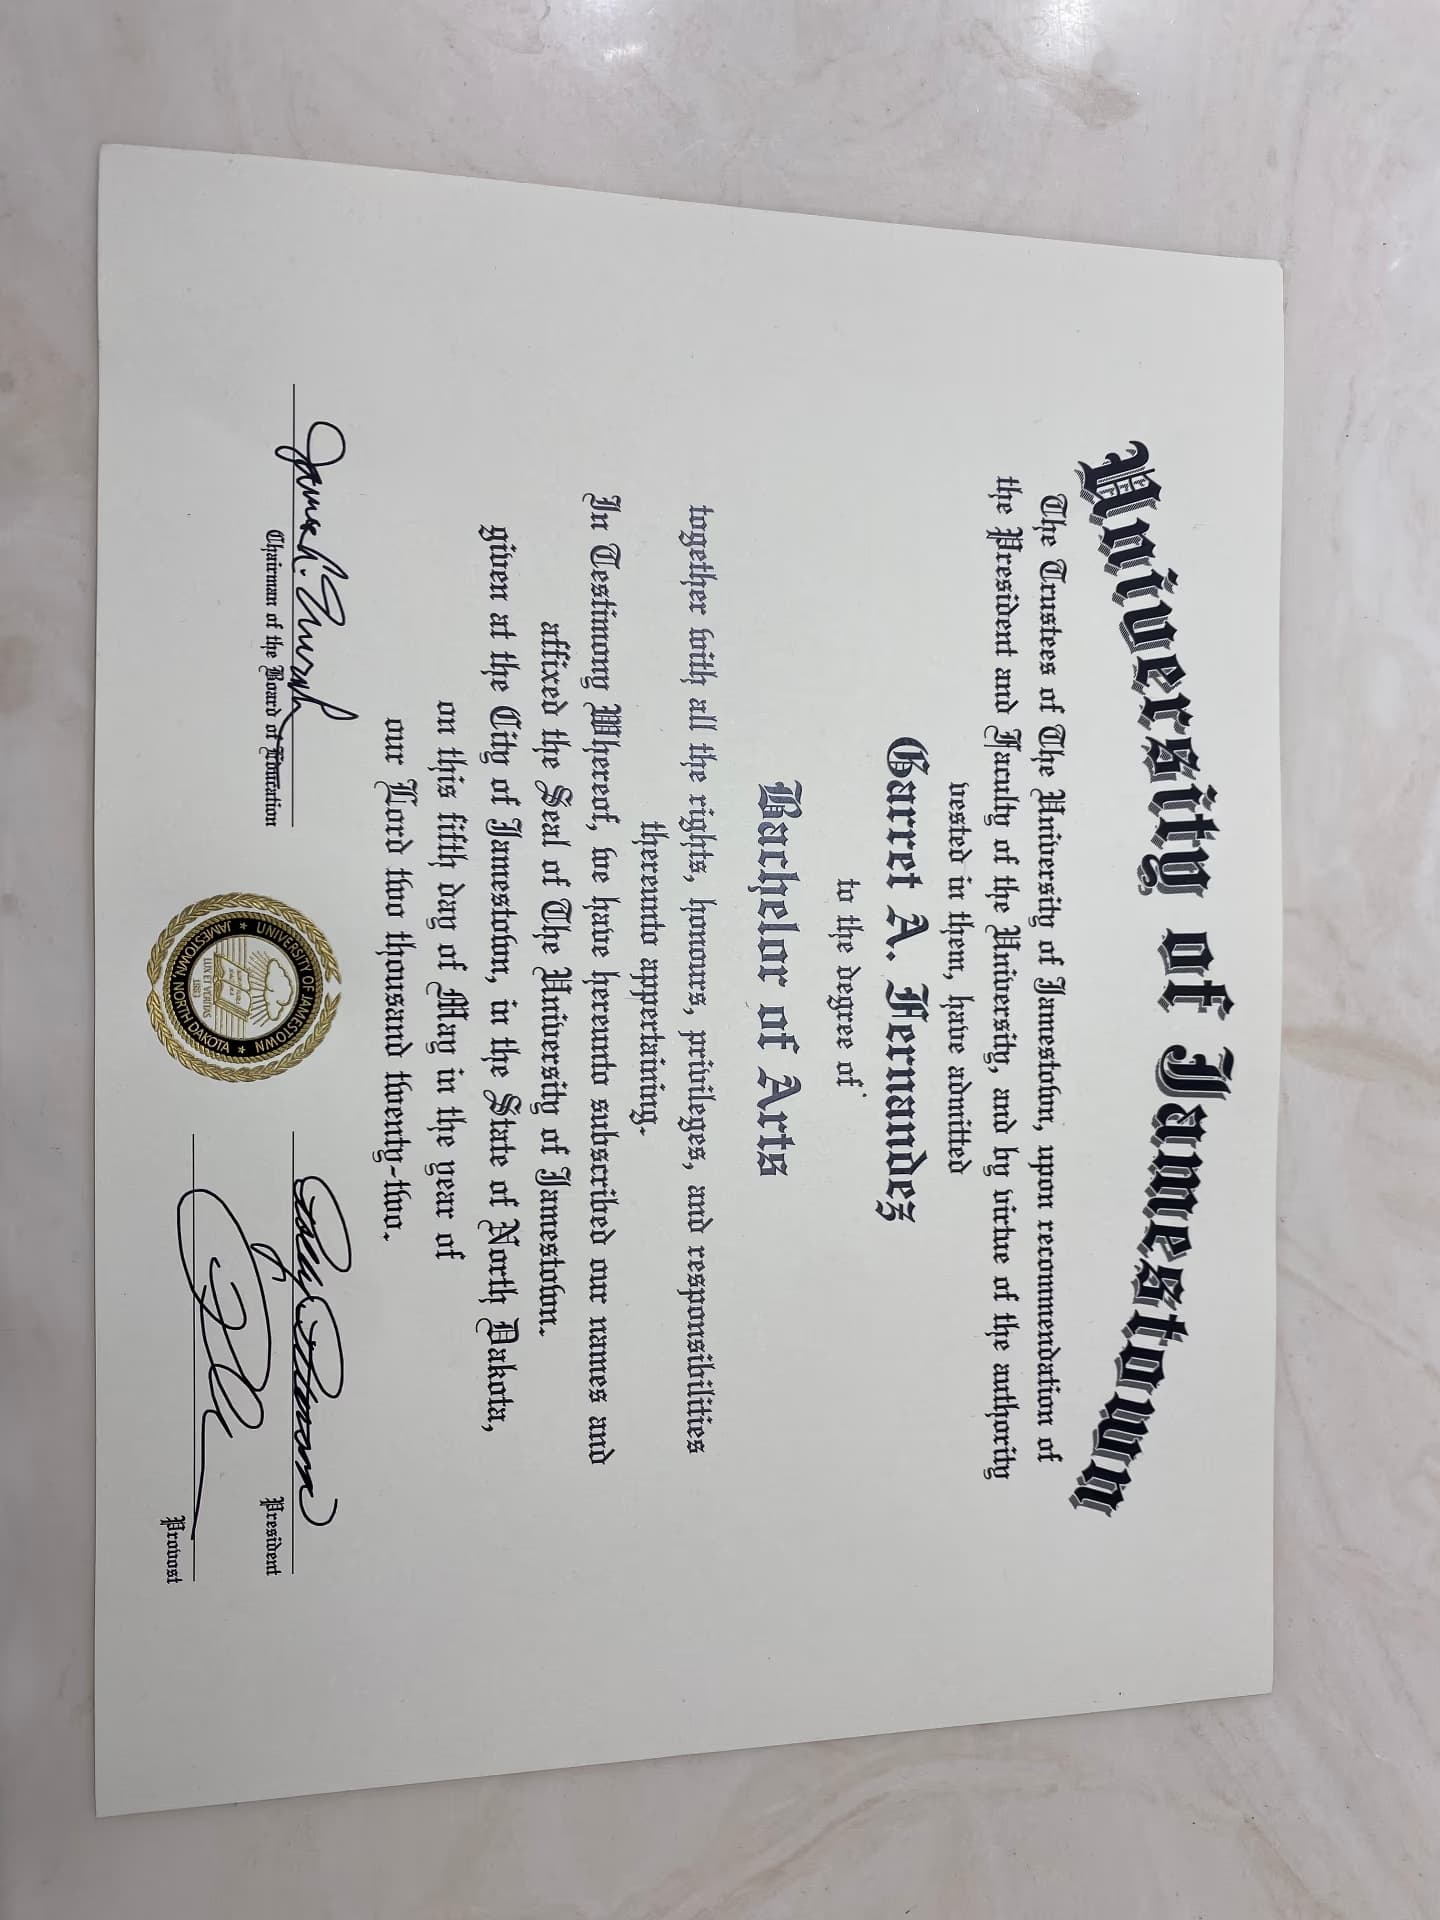 University of Jamestown
The Trustees of The University of Jamestown, upon recommendation of
the President and Faculty of the University, and by virtue of the authority
vested in them, have admitted
Garret A. Fernandez
to the degree of
Bachelor of Arts
together with all the rights, honours, privileges, and responsibilities
thereunto appertaining.
In Testimony Whereof, we have hereunto subscribed our names and
affixed the Seal of The University of Jamestown.
given at the City of Jamestown, in the State of North Dakota,
on this fifth day of May in the year of
our Lord two thousand twenty-two.
Chairman of the Board of Education
UNIVERSITY OF JAMESTOWN
JAMESTOWN, NORTH DAKOTA
LUX ET VERITAS
1883
President
Provost